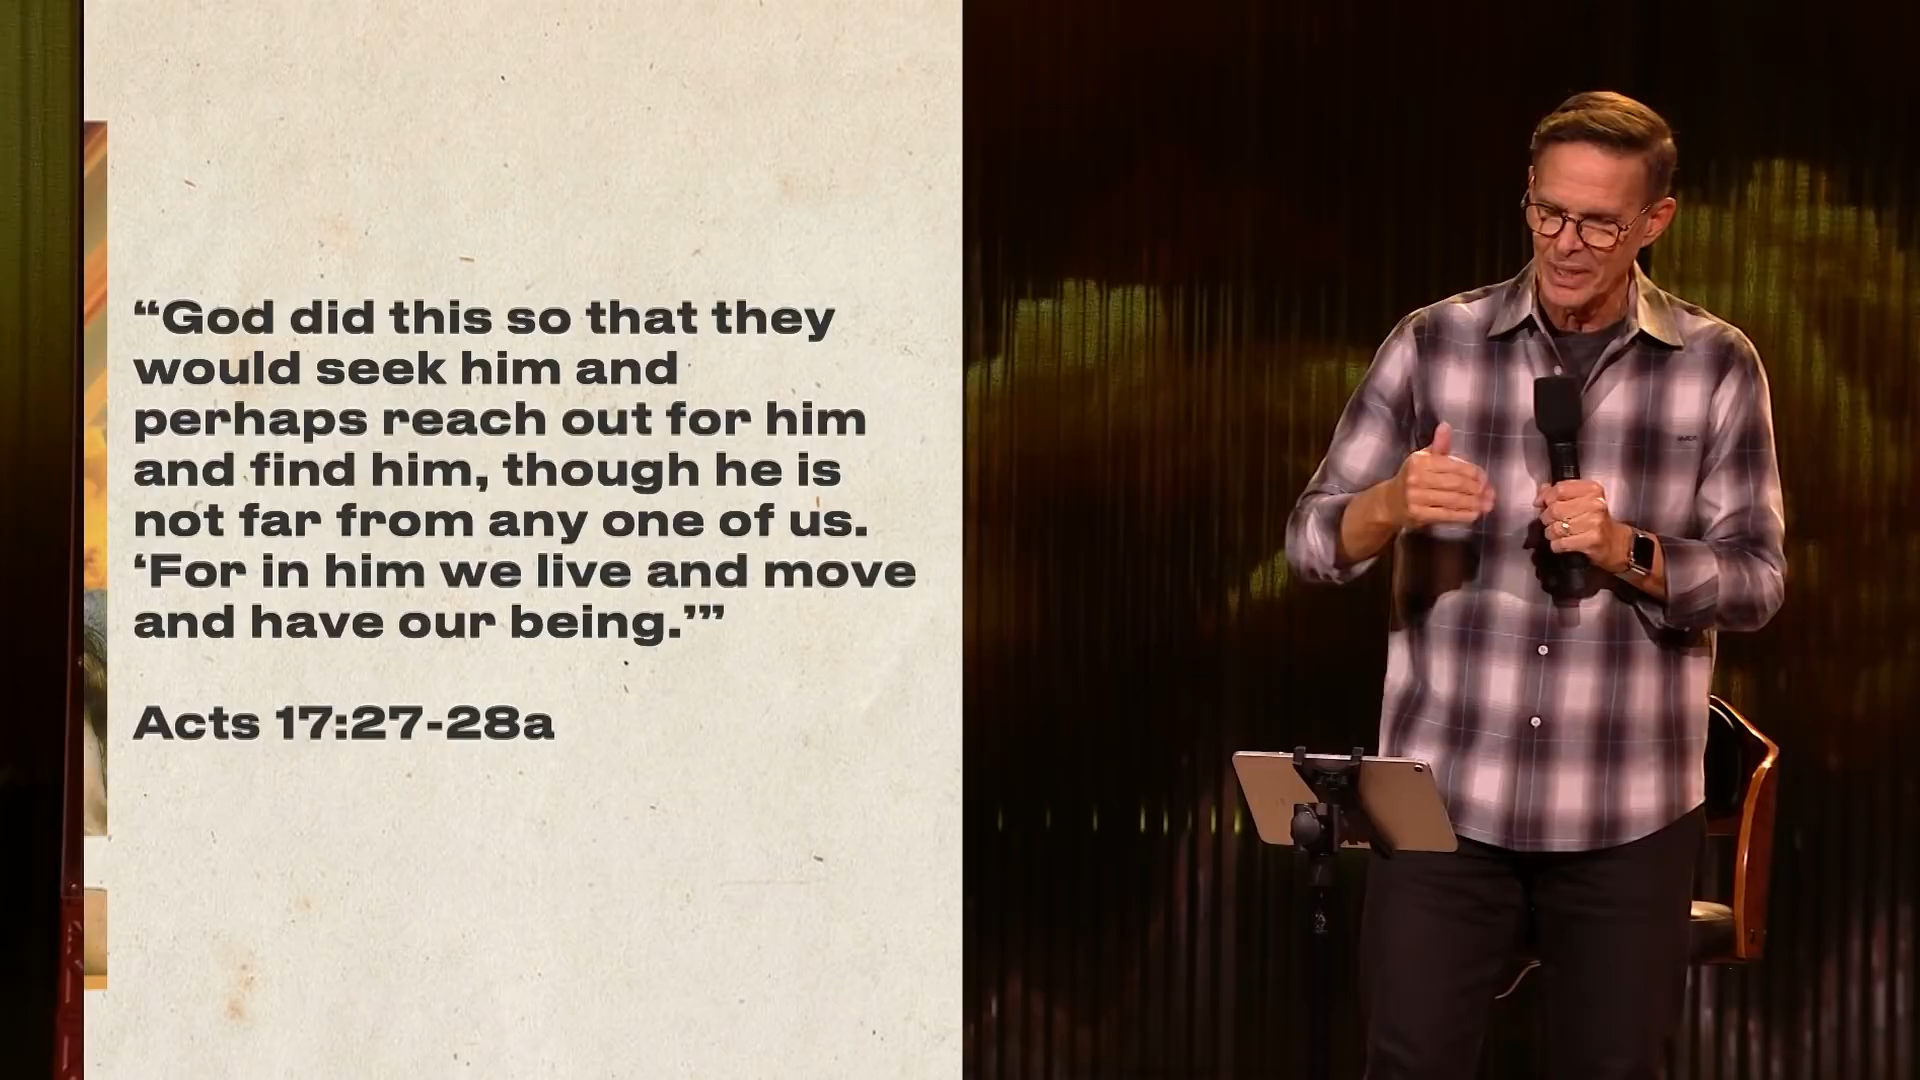 “God did this so that they
would seek him and
perhaps reach out for him
and find him, though he is
not far from any one of us.
‘For in him we live and move
and have our being.’”
Acts 17:27-28a